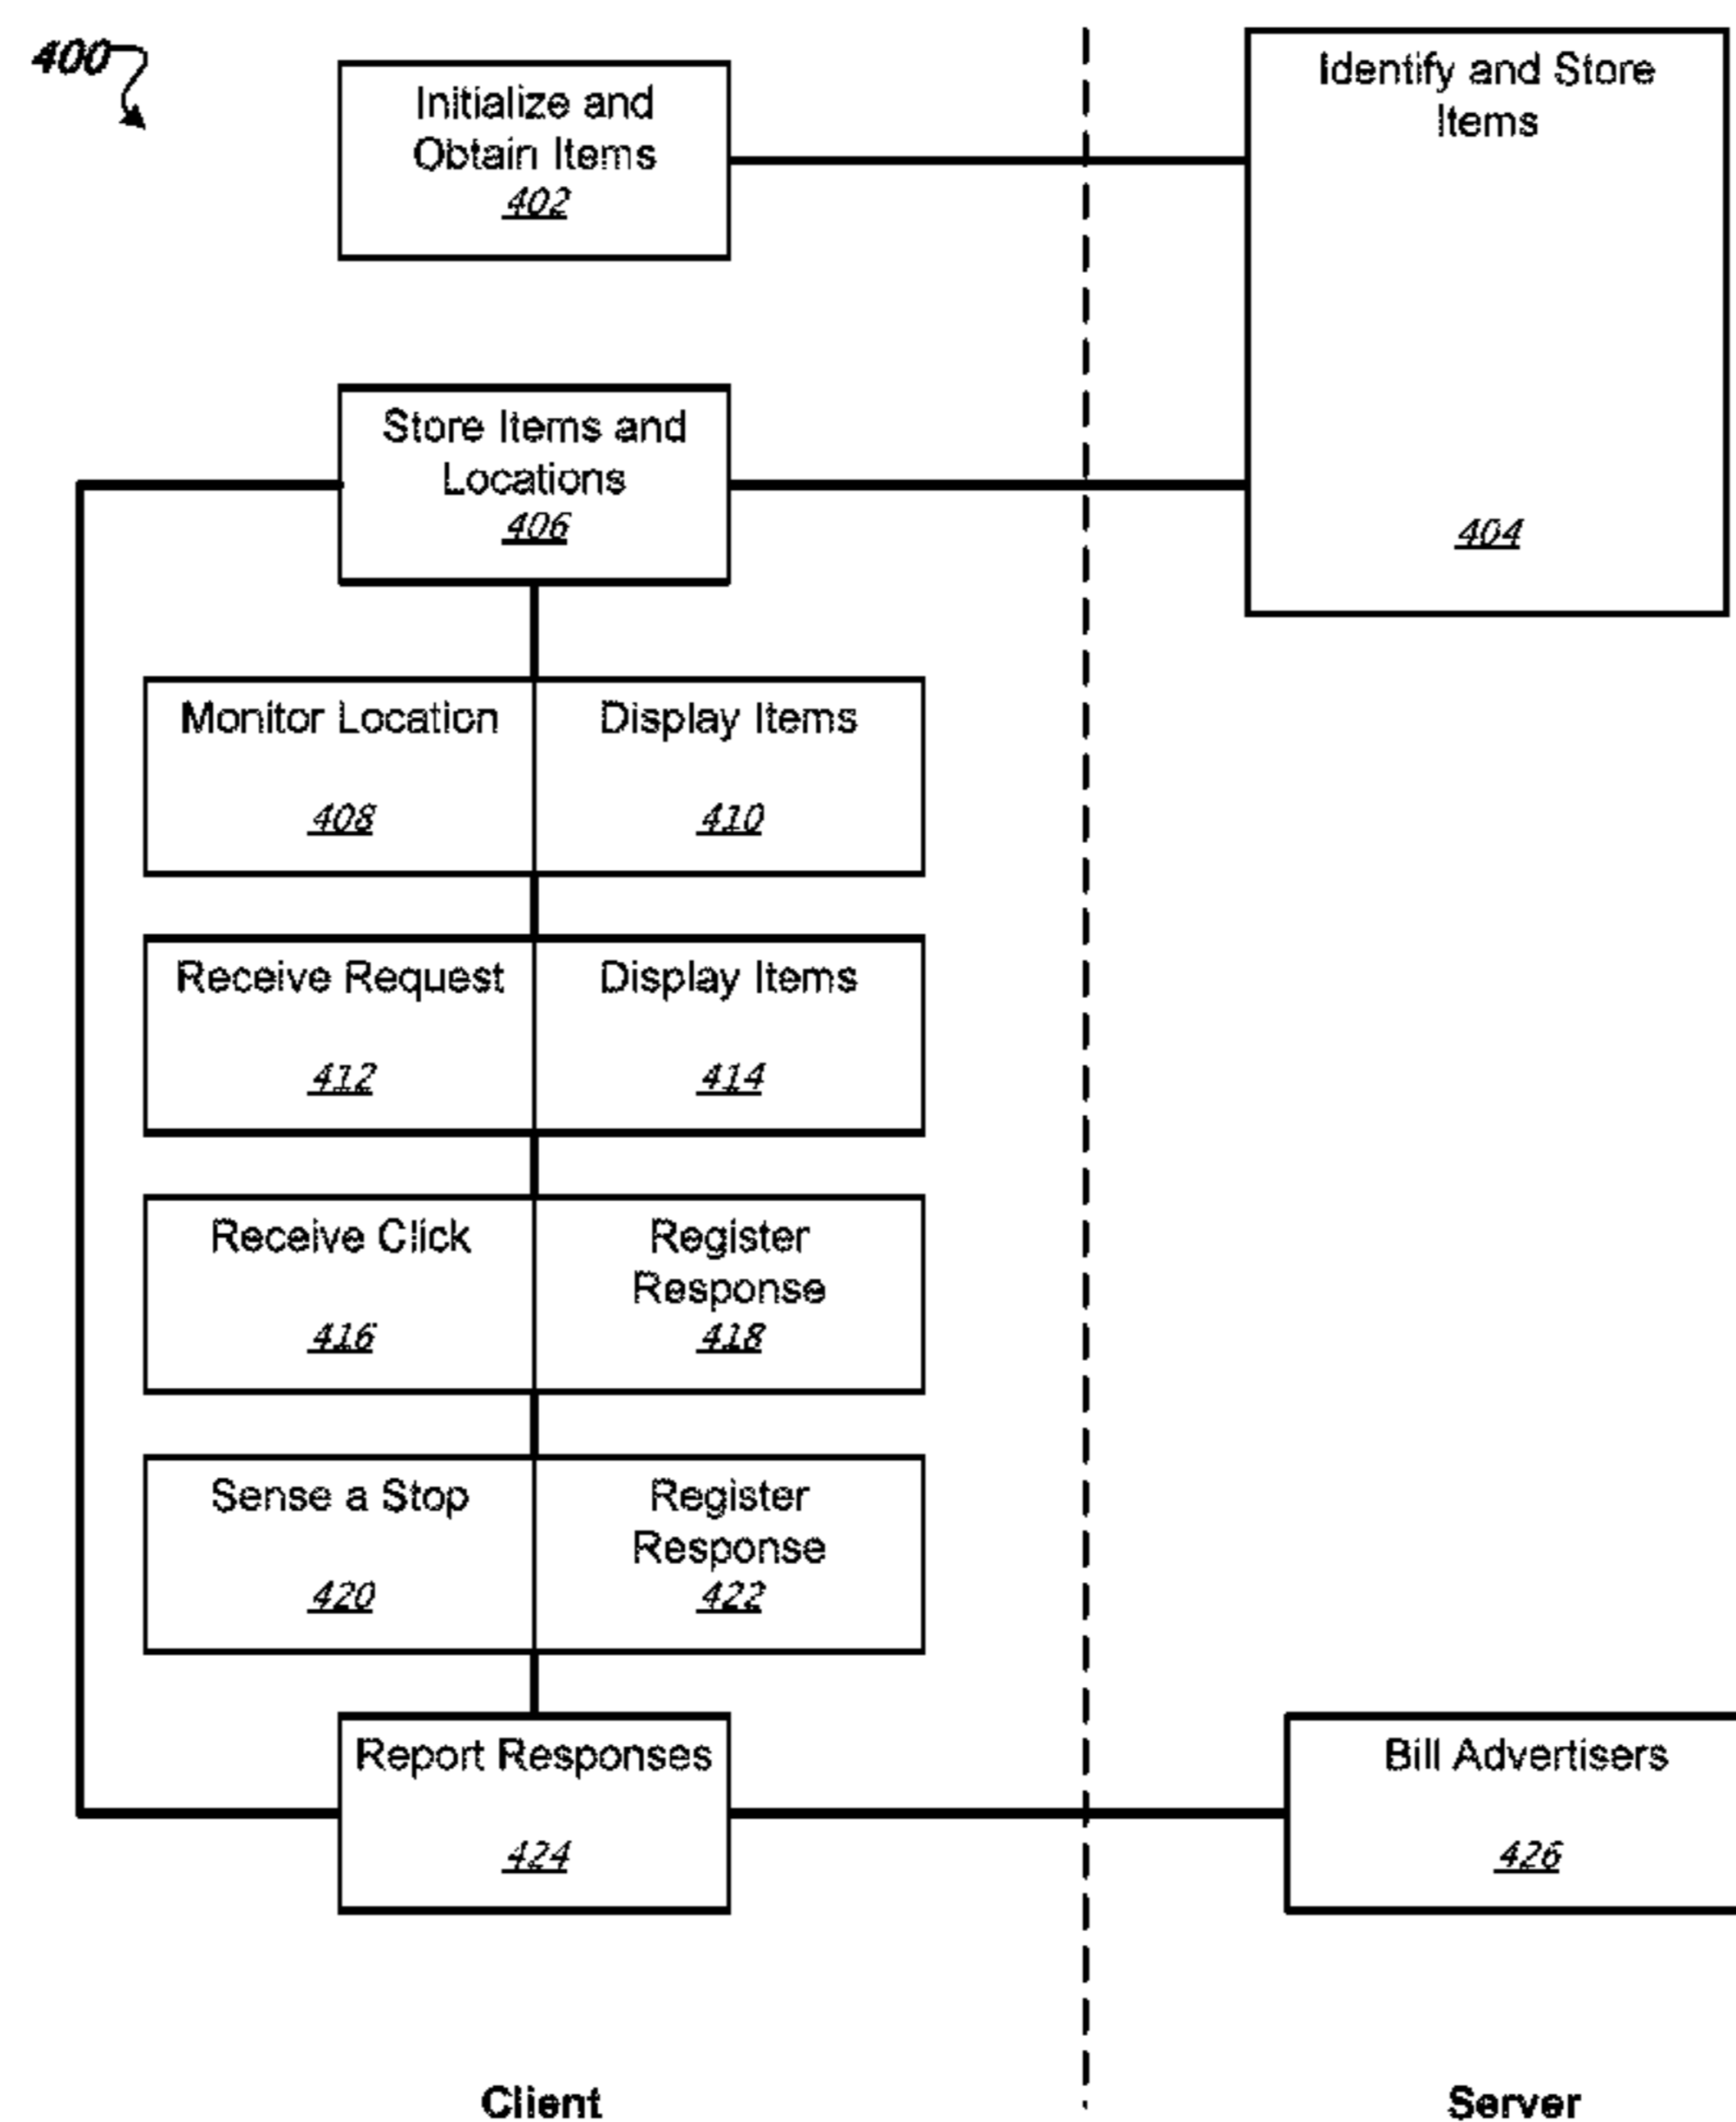 400
Initialize and
Obtain Items
402
Identify and Store
Items
404
Store Items and
Locations
406
Monitor Location
408
Display Items
410
Receive Request
412
Display Items
414
Receive Click
416
Register
Response
418
Sense a Stop
420
Register
Response
422
Report Responses
424
Bill Advertisers
426
Client
Server